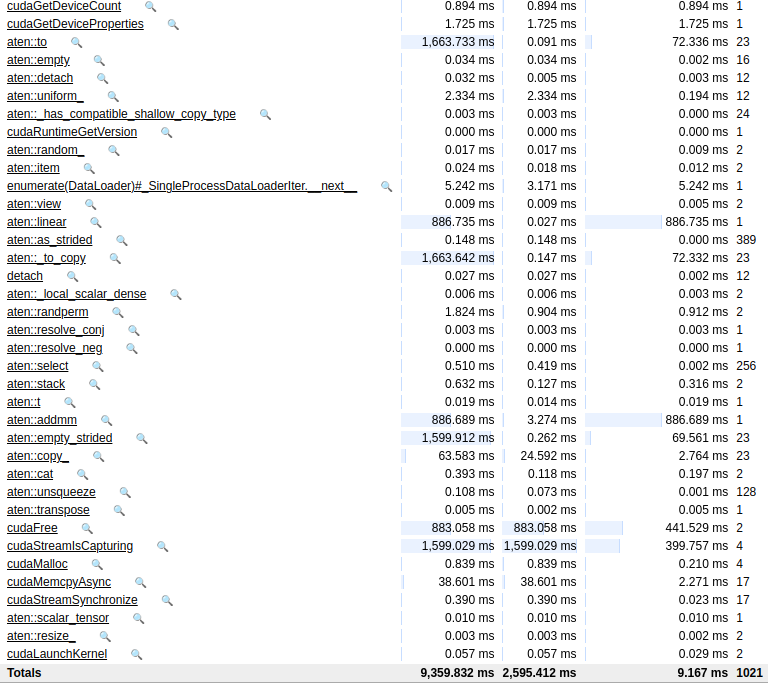 cudaGetDeviceCount 0.894 ms 0.894 ms 0.894 ms 1
cudaGetDeviceProperties 1.725 ms 1.725 ms 1.725 ms 1
aten::to 1,663.733 ms 0.091 ms 72.336 ms 23
aten::empty 0.034 ms 0.034 ms 0.002 ms 16
aten::detach 0.032 ms 0.005 ms 0.003 ms 12
aten::uniform_ 2.334 ms 2.334 ms 0.194 ms 12
aten::_has_compatible_shallow_copy_type 0.003 ms 0.003 ms 0.000 ms 24
cudaRuntimeGetVersion 0.000 ms 0.000 ms 0.000 ms 1
aten::random_ 0.017 ms 0.017 ms 0.009 ms 2
aten::item 0.024 ms 0.018 ms 0.012 ms 2
enumerate(DataLoader)#_SingleProcessDataLoaderIter.__next__ 5.242 ms 3.171 ms 5.242 ms 1
aten::view 0.009 ms 0.009 ms 0.005 ms 2
aten::linear 886.735 ms 0.027 ms 886.735 ms 1
aten::as_strided 0.148 ms 0.148 ms 0.000 ms 389
aten::_to_copy 1,663.642 ms 0.147 ms 72.332 ms 23
detach 0.027 ms 0.027 ms 0.002 ms 12
aten::_local_scalar_dense 0.006 ms 0.006 ms 0.003 ms 2
aten::randperm 1.824 ms 0.904 ms 0.912 ms 2
aten::resolve_conj 0.003 ms 0.003 ms 0.003 ms 1
aten::resolve_neg 0.000 ms 0.000 ms 0.000 ms 1
aten::select 0.510 ms 0.419 ms 0.002 ms 256
aten::stack 0.632 ms 0.127 ms 0.316 ms 2
aten::t 0.019 ms 0.014 ms 0.019 ms 1
aten::addmm 886.689 ms 3.274 ms 886.689 ms 1
aten::empty_strided 1,599.912 ms 0.262 ms 69.561 ms 23
aten::copy_ 63.583 ms 24.592 ms 2.764 ms 23
aten::cat 0.393 ms 0.118 ms 0.197 ms 2
aten::unsqueeze 0.108 ms 0.073 ms 0.001 ms 128
aten::transpose 0.005 ms 0.002 ms 0.005 ms 1
cudaFree 883.058 ms 883.058 ms 441.529 ms 2
cudaStreamIsCapturing 1,599.029 ms 1,599.029 ms 399.757 ms 4
cudaMalloc 0.839 ms 0.839 ms 0.210 ms 4
cudaMemcpyAsync 38.601 ms 38.601 ms 2.271 ms 17
cudaStreamSynchronize 0.390 ms 0.390 ms 0.023 ms 17
aten::scalar_tensor 0.010 ms 0.010 ms 0.010 ms 1
aten::resize_ 0.003 ms 0.003 ms 0.002 ms 2
cudaLaunchKernel 0.057 ms 0.057 ms 0.029 ms 2
Totals 9,359.832 ms 2,595.412 ms 9.167 ms 1021